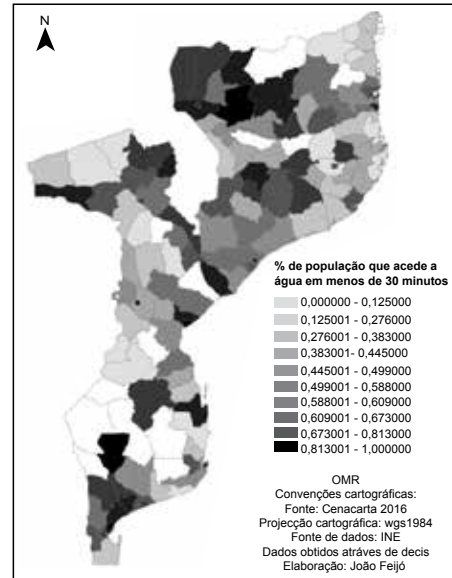 N
% de população que acede a
água em menos de 30 minutos
0,000000 - 0,125000
0,125001 - 0,276000
0,276001 - 0,383000
0,383001- 0,445000
0,445001 - 0,499000
0,499001 - 0,588000
0,588001 - 0,609000
0,609001 - 0,673000
0,673001 - 0,813000
0,813001 - 1,000000
OMR
Convenções cartográficas:
Fonte: Cenacarta 2016
Projecção cartográfica: wgs1984
Fonte de dados: INE
Dados obtidos atráves de decis
Elaboração: João Feijó